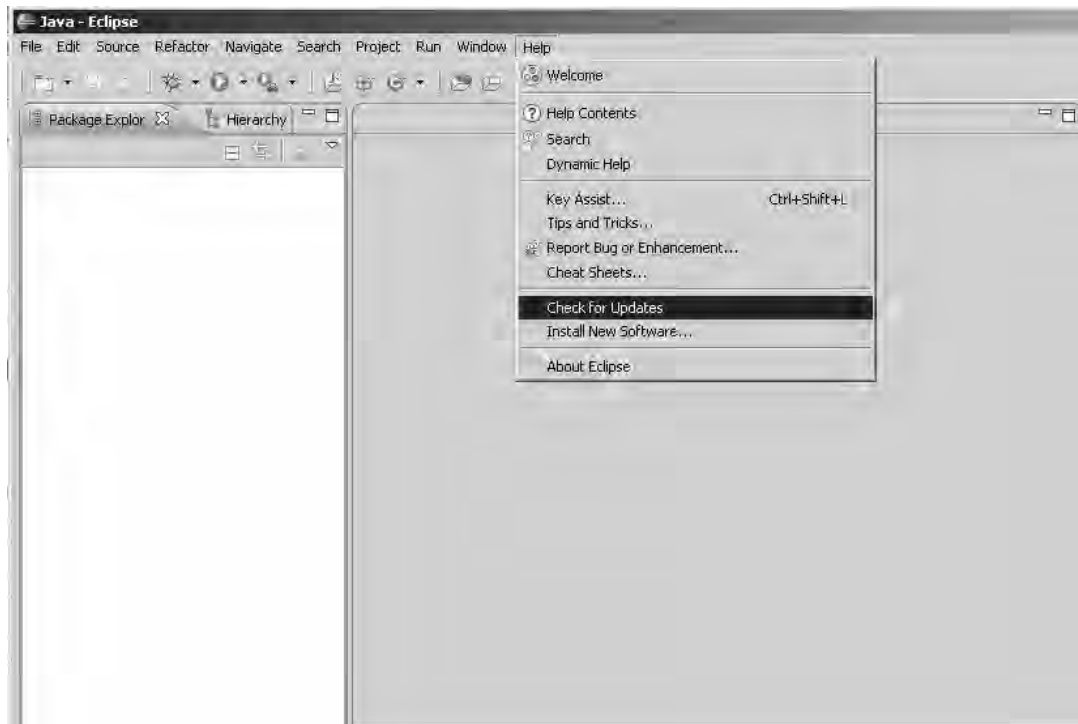 Java - Eclipse
File Edit Source Refactor Navigate Search Project Run Window Help
Package Explor Hierarchy
Welcome
Help Contents
Search
Dynamic Help
Key Assist... Ctrl+Shift+L
Tips and Tricks...
Report Bug or Enhancement...
Cheat Sheets...
Check for Updates
Install New Software...
About Eclipse